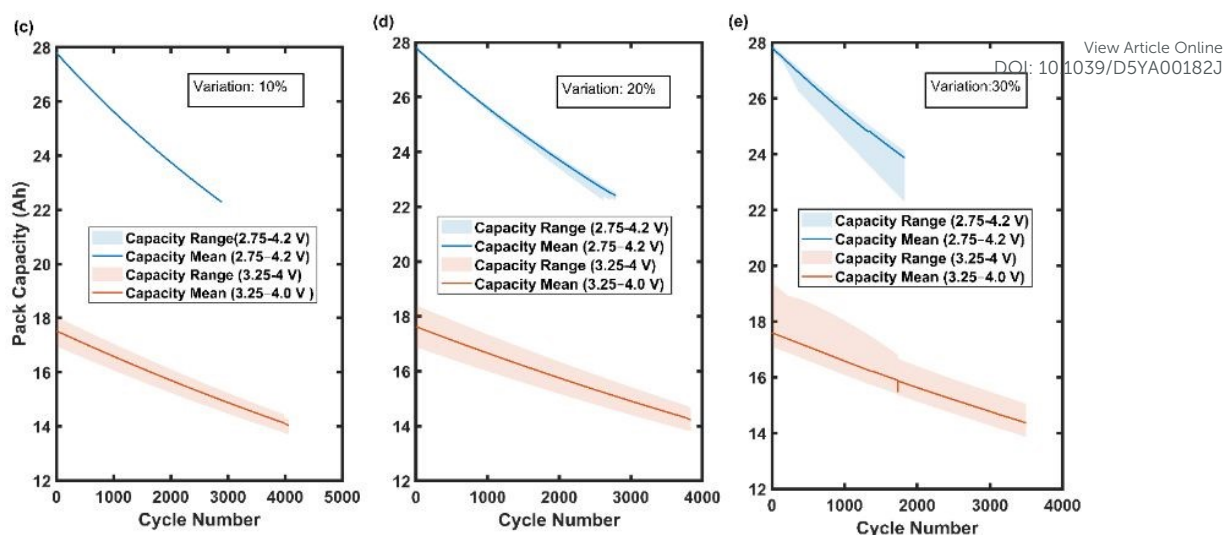 View Article Online
DOI: 10.1039/D5YA00182J
(c)
28
26
24
22
20
18
16
14
12
Pack Capacity (Ah)
Variation: 10%
Capacity Range(2.75-4.2 V)
Capacity Mean (2.75-4.2 V)
Capacity Range (3.25-4 V)
Capacity Mean (3.25-4.0 V )
0 1000 2000 3000 4000 5000
Cycle Number
(d)
28
26
24
22
20
18
16
14
12
Variation: 20%
Capacity Range (2.75-4.2 V)
Capacity Mean (2.75-4.2 V)
Capacity Range (3.25-4 V)
Capacity Mean (3.25-4.0 V)
0 1000 2000 3000 4000
Cycle Number
(e)
28
26
24
22
20
18
16
14
12
Variation:30%
Capacity Range (2.75-4.2 V)
Capacity Mean (2.75-4.2 V)
Capacity Range (3.25-4 V)
Capacity Mean (3.25-4.0 V)
0 1000 2000 3000 4000
Cycle Number